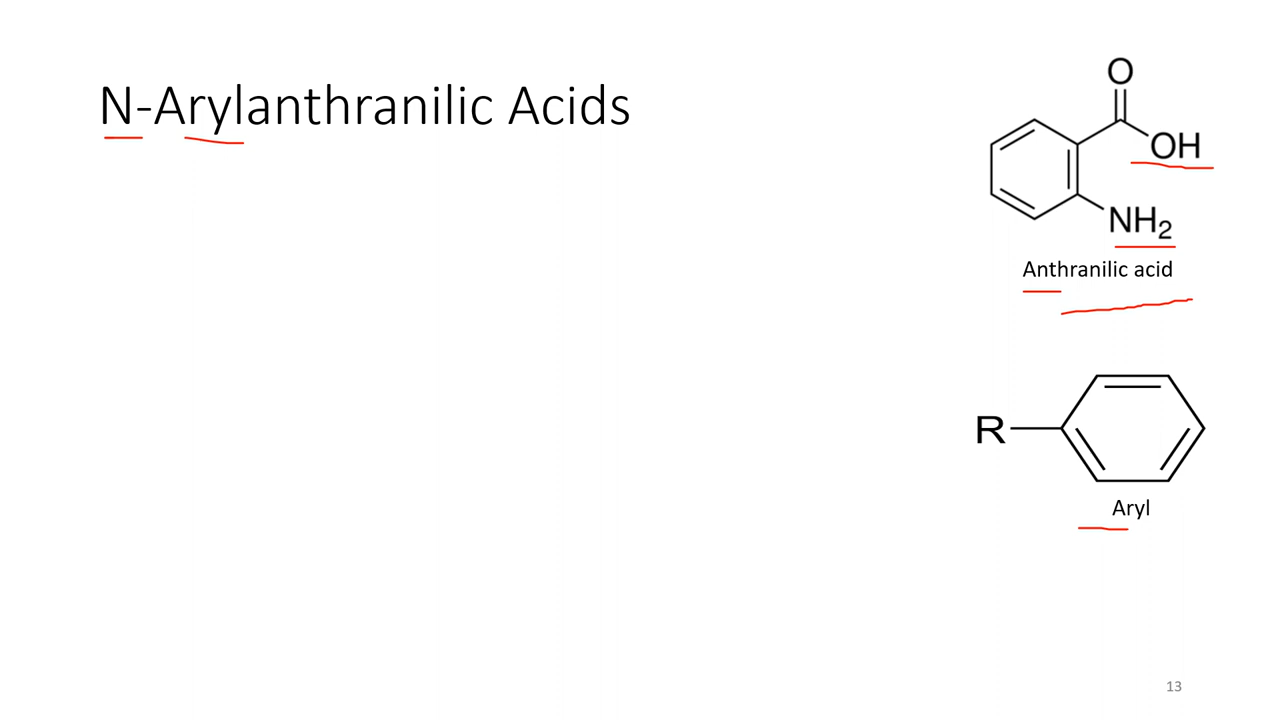 N-Arylanthranilic Acids
O
OH
NH₂
Anthranilic acid
R
Aryl
13